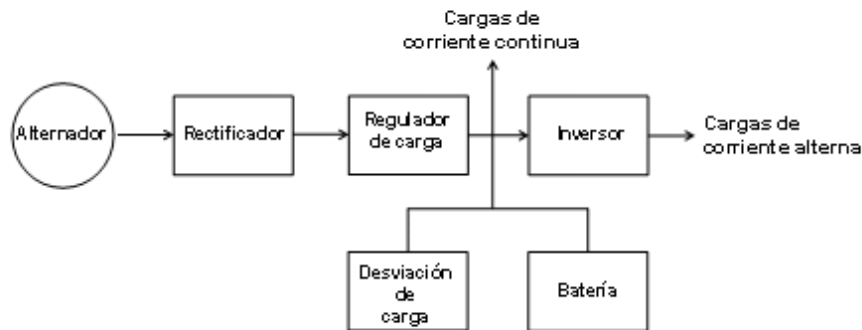 Cargas de
corriente continua
Alternador
Rectificador
Regulador
de carga
Inversor
Cargas de
corriente alterna
Desviación
de
carga
Batería